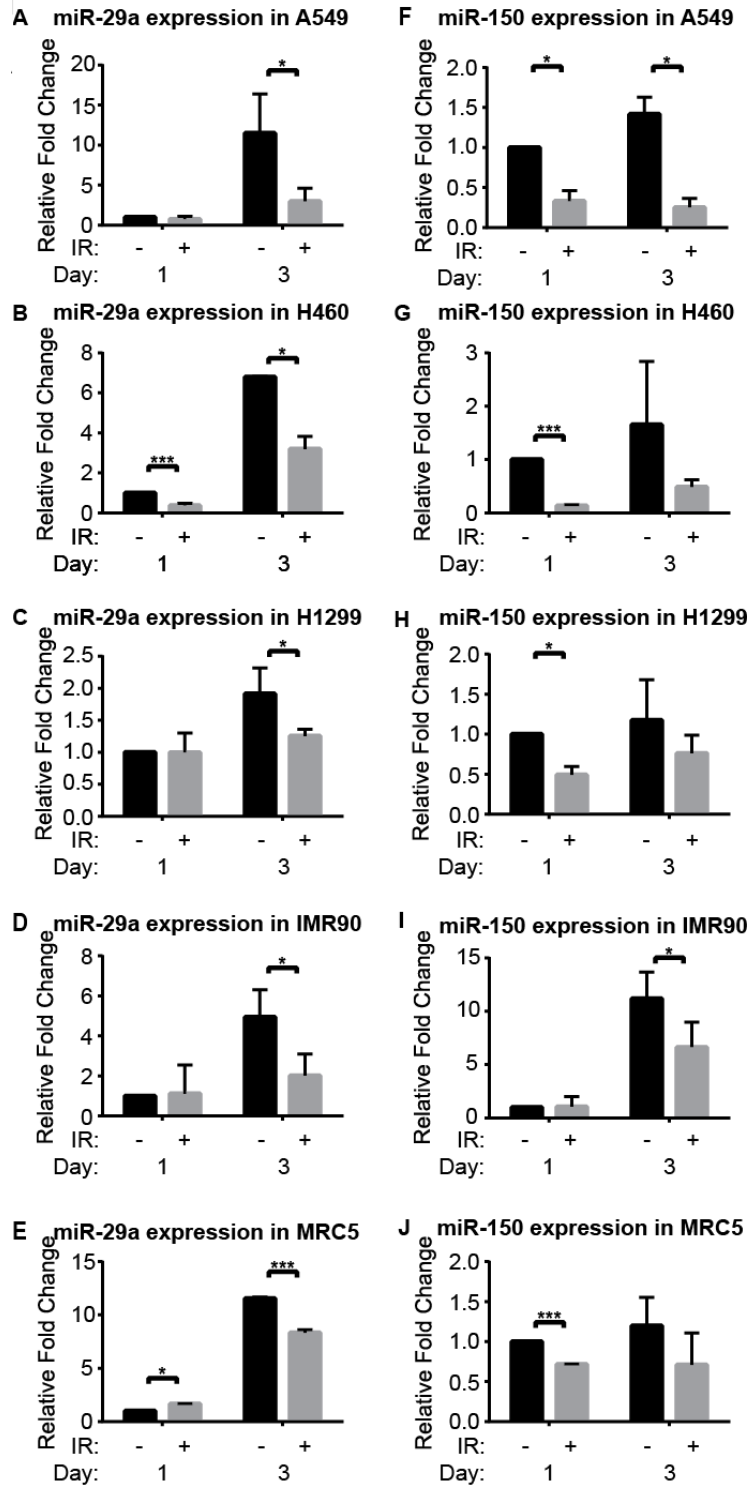 A miR-29a expression in A549
Relative Fold Change
20
15
10
5
0
*
IR: - + - +
Day: 1 3
F miR-150 expression in A549
Relative Fold Change
2.0
1.5
1.0
0.5
0.0
* *
IR: - + - +
Day: 1 3
B miR-29a expression in H460
Relative Fold Change
8
6
4
2
0
*** *
IR: - + - +
Day: 1 3
G miR-150 expression in H460
Relative Fold Change
3
2
1
0
***
IR: - + - +
Day: 1 3
C miR-29a expression in H1299
Relative Fold Change
2.5
2.0
1.5
1.0
0.5
0.0
*
IR: - + - +
Day: 1 3
H miR-150 expression in H1299
Relative Fold Change
2.0
1.5
1.0
0.5
0.0
*
IR: - + - +
Day: 1 3
D miR-29a expression in IMR90
Relative Fold Change
8
6
4
2
0
*
IR: - + - +
Day: 1 3
I miR-150 expression in IMR90
Relative Fold Change
15
10
5
0
*
IR: - + - +
Day: 1 3
E miR-29a expression in MRC5
Relative Fold Change
15
10
5
0
* ***
IR: - + - +
Day: 1 3
J miR-150 expression in MRC5
Relative Fold Change
2.0
1.5
1.0
0.5
0.0
***
IR: - + - +
Day: 1 3